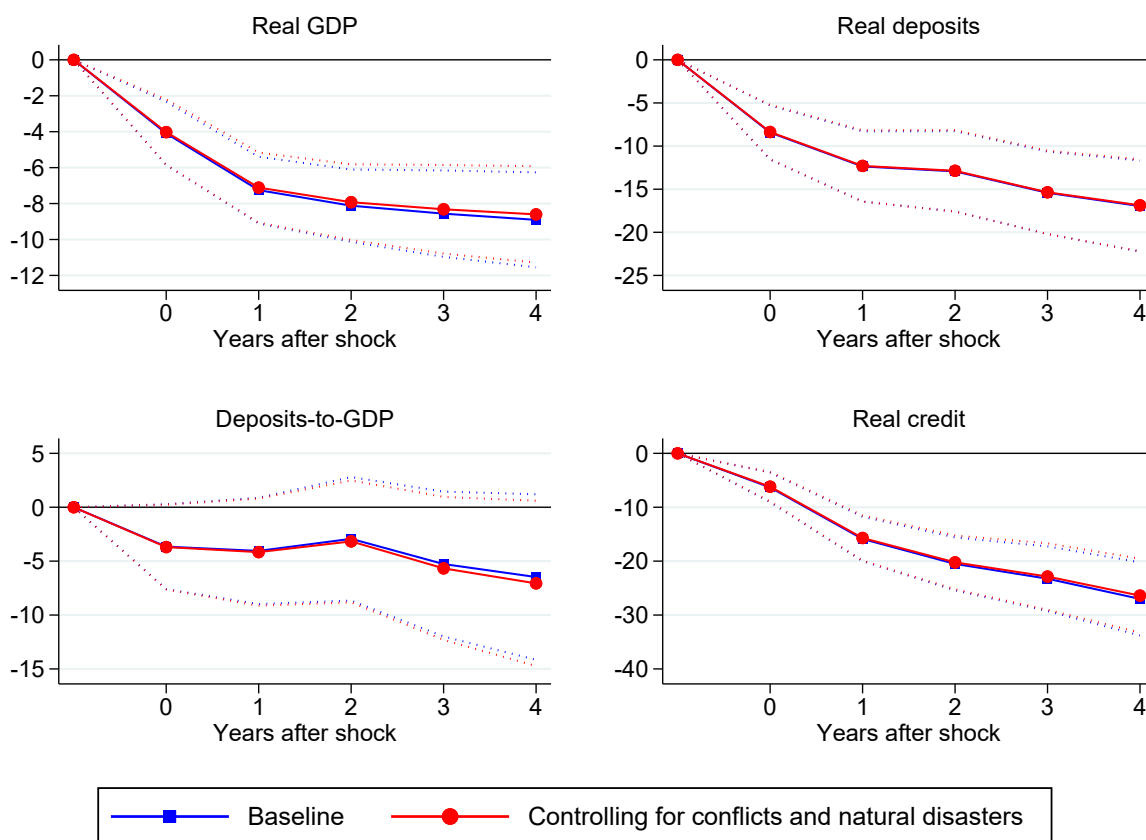 Real GDP
0
-2
-4
-6
-8
-10
-12
0 1 2 3 4
Years after shock
Real deposits
0
-5
-10
-15
-20
-25
0 1 2 3 4
Years after shock
Deposits-to-GDP
5
0
-5
-10
-15
0 1 2 3 4
Years after shock
Real credit
0
-10
-20
-30
-40
0 1 2 3 4
Years after shock
Baseline
Controlling for conflicts and natural disasters